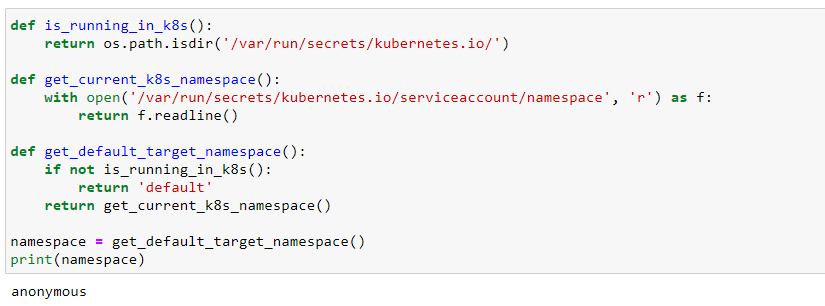 def is_running_in_k8s():
    return os.path.isdir('/var/run/secrets/kubernetes.io/')
def get_current_k8s_namespace():
    with open('/var/run/secrets/kubernetes.io/serviceaccount/namespace', 'r') as f:
        return f.readline()
def get_default_target_namespace():
    if not is_running_in_k8s():
        return 'default'
    return get_current_k8s_namespace()
namespace = get_default_target_namespace()
print(namespace)
anonymous